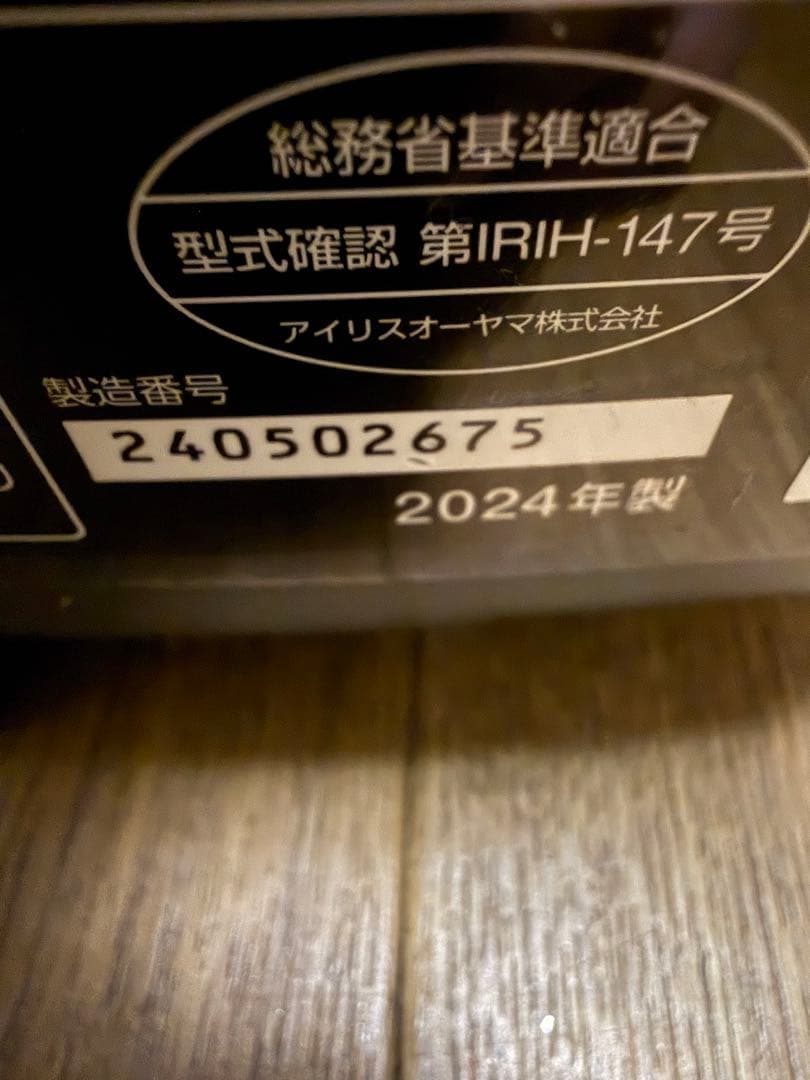 総務省基準適合
型式確認 第IRIH-147号
アイリスオーヤマ株式会社
製造番号
240502675
2024年製